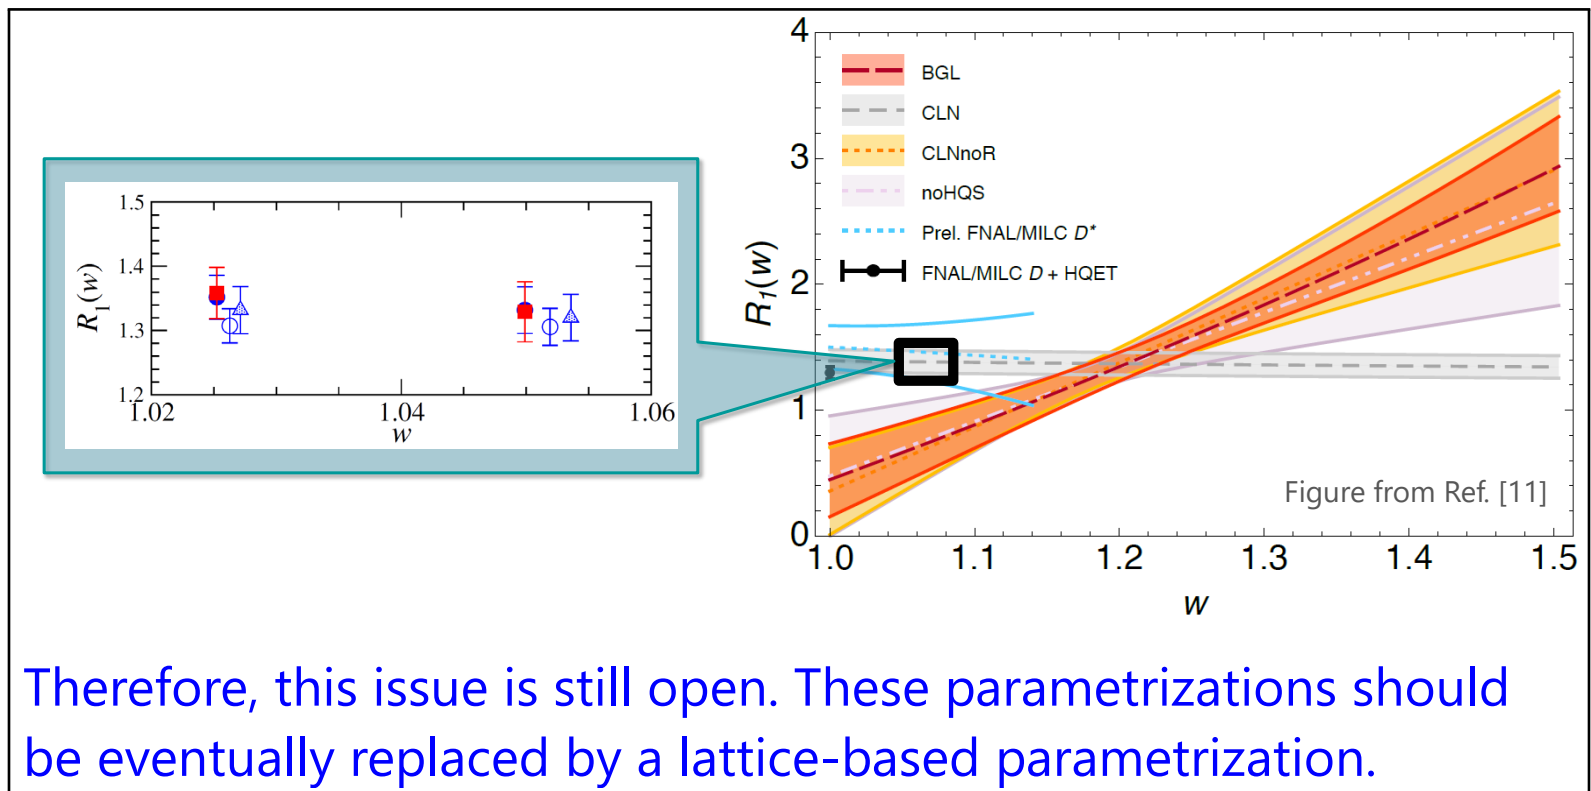 1.5
1.4
1.3
1.2
R1(w)
1.02
1.04
1.06
w
4
3
2
1
0
R1(w)
BGL
CLN
CLNnoR
noHQS
Prel. FNAL/MILC D*
FNAL/MILC D + HQET
Figure from Ref. [11]
1.0
1.1
1.2
1.3
1.4
1.5
w
Therefore, this issue is still open. These parametrizations should
be eventually replaced by a lattice-based parametrization.